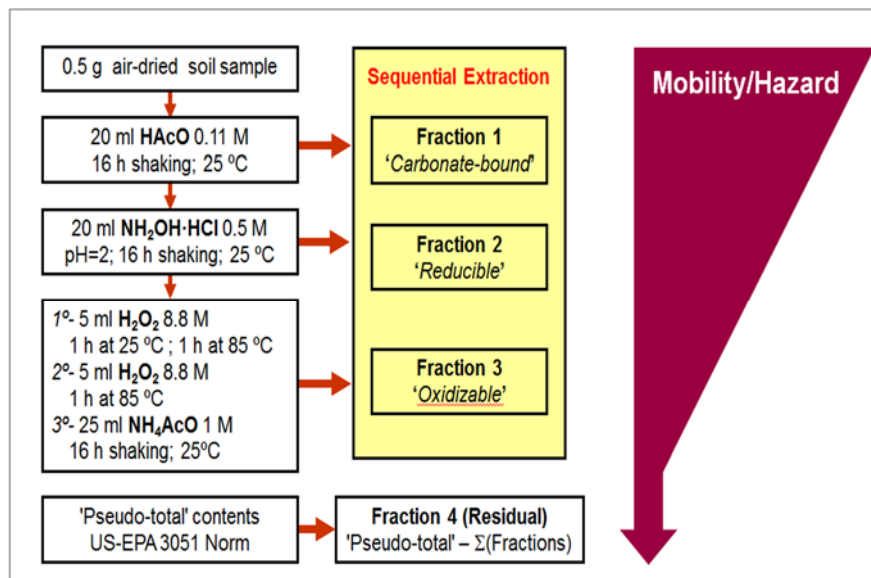 0.5 g air-dried soil sample
20 ml HAcO 0.11 M
16 h shaking; 25 ºC
20 ml NH₂OH·HCl 0.5 M
pH=2; 16 h shaking; 25 ºC
1º- 5 ml H₂O₂ 8.8 M
1 h at 25 ºC ; 1 h at 85 ºC
2º- 5 ml H₂O₂ 8.8 M
1 h at 85 ºC
3º- 25 ml NH₄AcO 1 M
16 h shaking; 25ºC
'Pseudo-total' contents
US-EPA 3051 Norm
Sequential Extraction
Fraction 1
'Carbonate-bound'
Fraction 2
'Reducible'
Fraction 3
'Oxidizable'
Fraction 4 (Residual)
'Pseudo-total' – Σ(Fractions)
Mobility/Hazard